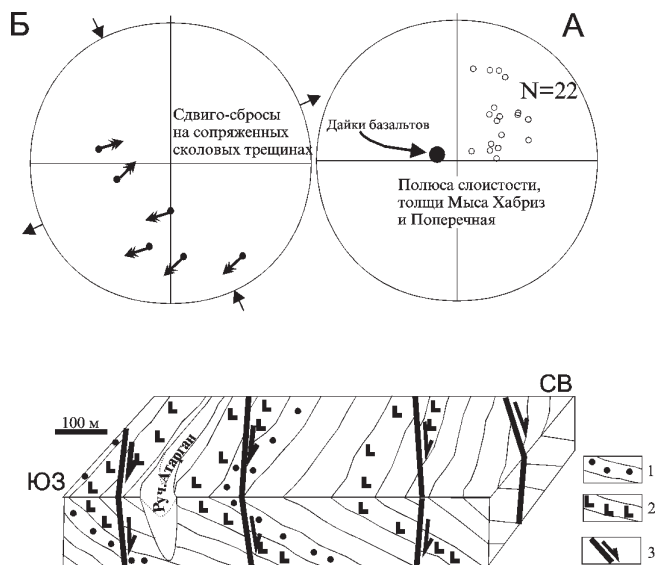 Б
А
Сдвиго-сбросы
на сопряженных
сколовых трещинах
N=22
Дайки базальтов
Полюса слоистости,
толщи Мыса Хабриз
и Поперечная
СВ
100 м
ЮЗ
Руч. Атарган
1
2
3